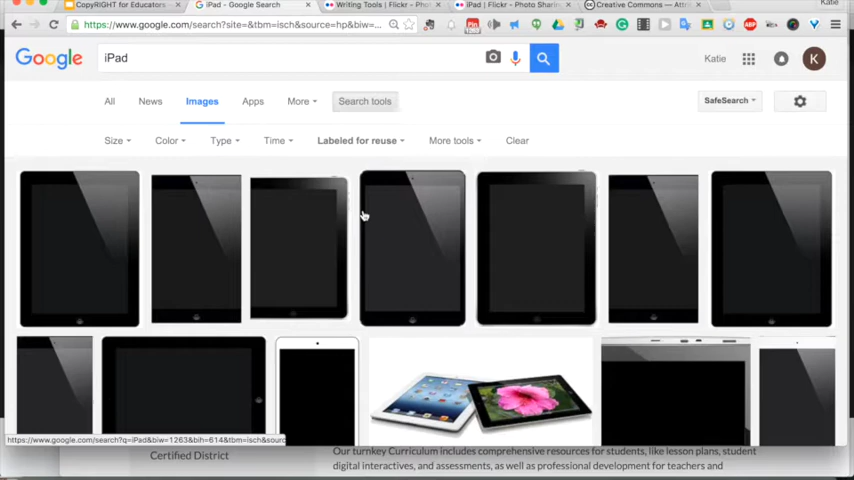 CopyRIGHT for Educators -
iPad - Google Search
Writing Tools | Flickr - Phot
iPad | Flickr - Photo Sharing
Creative Commons — Attri
Katie
https://www.google.com/search?site=&tbm=isch&source=hp&biw=
Google
iPad
Katie
K
All
News
Images
Apps
More
Search tools
SafeSearch
Size
Color
Type
Time
Labeled for reuse
More tools
Clear
https://www.google.com/search?q=iPad&biw=1263&bih=614&tbm=isch&sourc
Certified District
Our turnkey Curriculum includes comprehensive resources for students, like lesson plans, student
digital interactives, and assessments, as well as professional development for teachers and